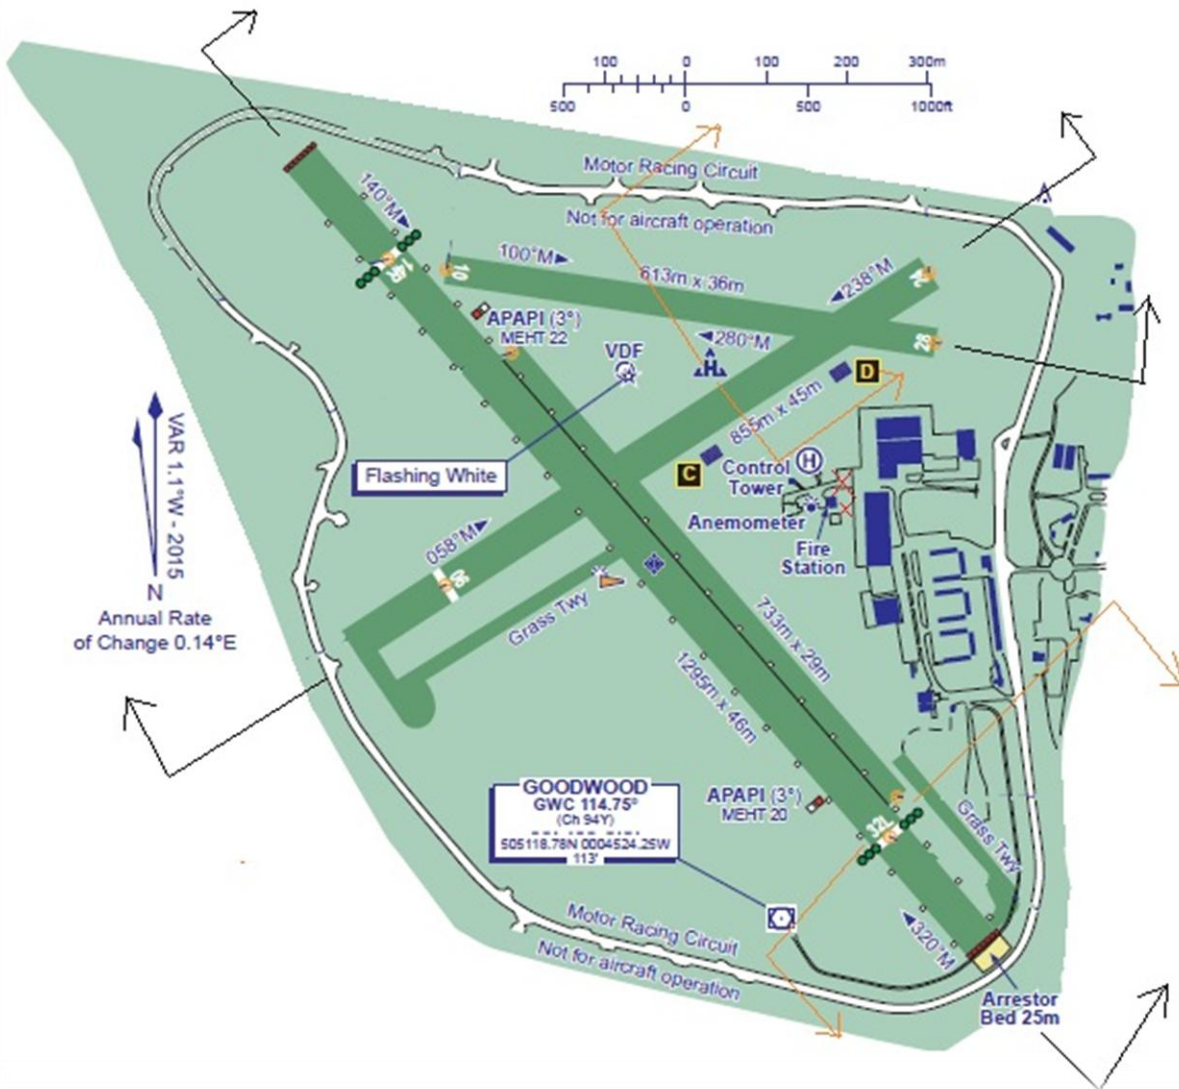 100 0 100 200 300m
500 0 500 1000ft
Motor Racing Circuit
Not for aircraft operation
140°M
14R
10
100°M
613m x 36m
238°M
24
280°M
28
APAPI (3°)
MEHT 22
VDF
H
D
855m x 45m
C
Control
Tower
H
Anemometer
Fire
Station
Flashing White
VAR 1.1°W - 2015
N
Annual Rate
of Change 0.14°E
058°M
06
Grass Twy
733m x 29m
1295m x 46m
GOODWOOD
GWC 114.75°
(Ch 94Y)
505118.78N 0004524.25W
113'
APAPI (3°)
MEHT 20
32L
Grass Twy
320°M
Motor Racing Circuit
Not for aircraft operation
Arrestor
Bed 25m